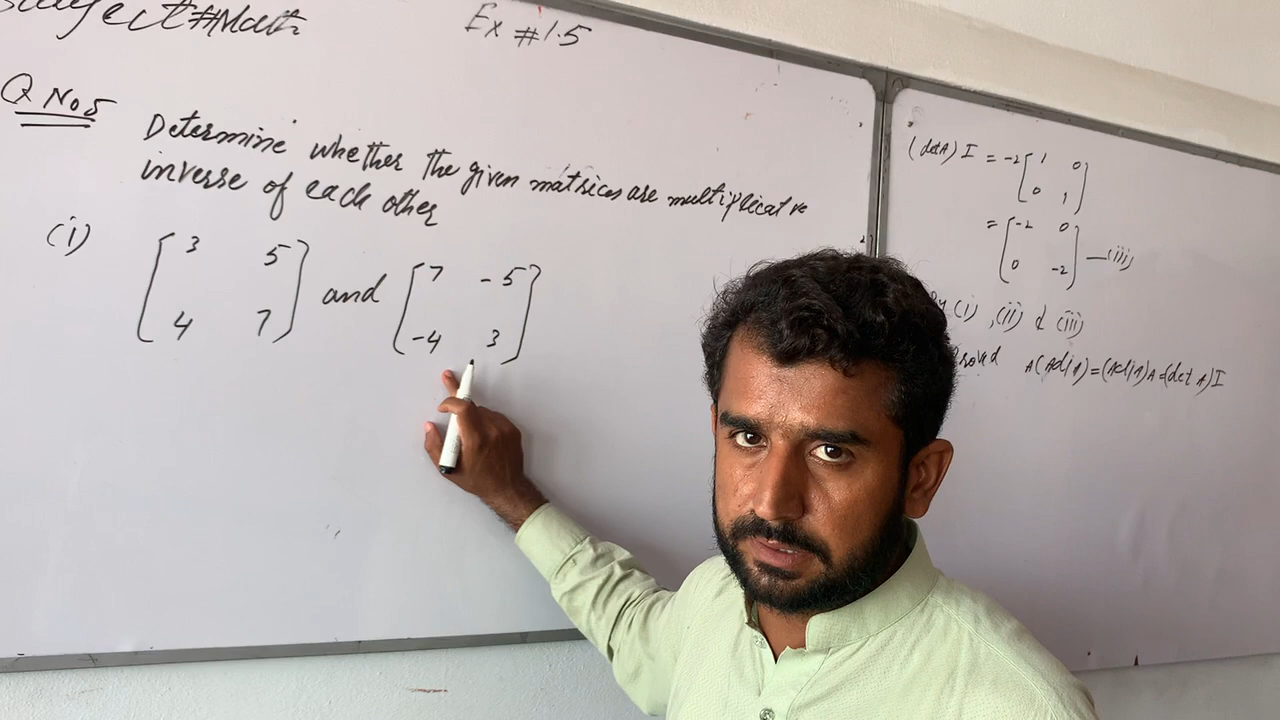 Subject#Math
Ex #1.5
Q No 5
Determine whether the given matrices are multiplicative
inverse of each other
(i) [3 5
4 7] and [7 -5
-4 3]
(det A) I = -2[1 0
0 1]
= [-2 0
0 -2] —(iii)
By (i), (ii) & (iii)
A(Adj A) = (Adj A)A = (det A) I